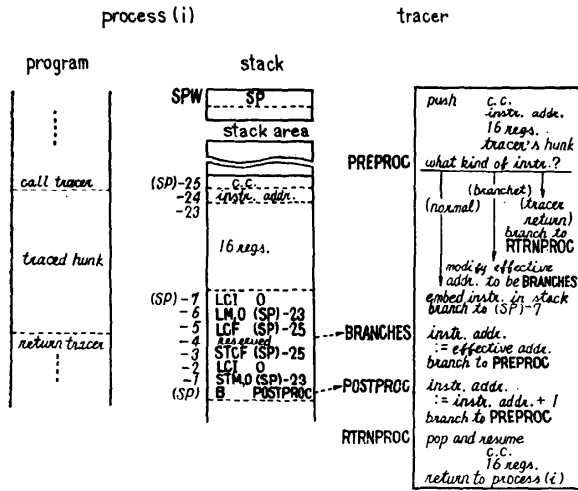 process (i)
tracer
program
stack
SPW
SP
stack area
call tracer
traced hunk
return tracer
(SP)-25 c.c.
-24 instr. addr.
-23
16 regs.
(SP)-7 LCI 0
-6 LM,0 (SP)-23
-5 LCF (SP)-25
-4 reserved
-3 STCF (SP)-25
-2 LCI 0
-1 STM,0 (SP)-23
(SP) B POSTPROC
PREPROC
push c.c.
instr. addr.
16 regs.
tracer's hunk
what kind of instr.?
(normal)
(branchet)
(tracer
return)
branch to
RTRNPROC
modify effective
addr. to be BRANCHES
embed instr. in stack
branch to (SP)-7
BRANCHES
instr. addr.
:= effective addr.
branch to PREPROC
POSTPROC
instr. addr.
:= instr. addr. + 1
branch to PREPROC
RTRNPROC
pop and resume
c.c.
16 regs.
return to process(i)